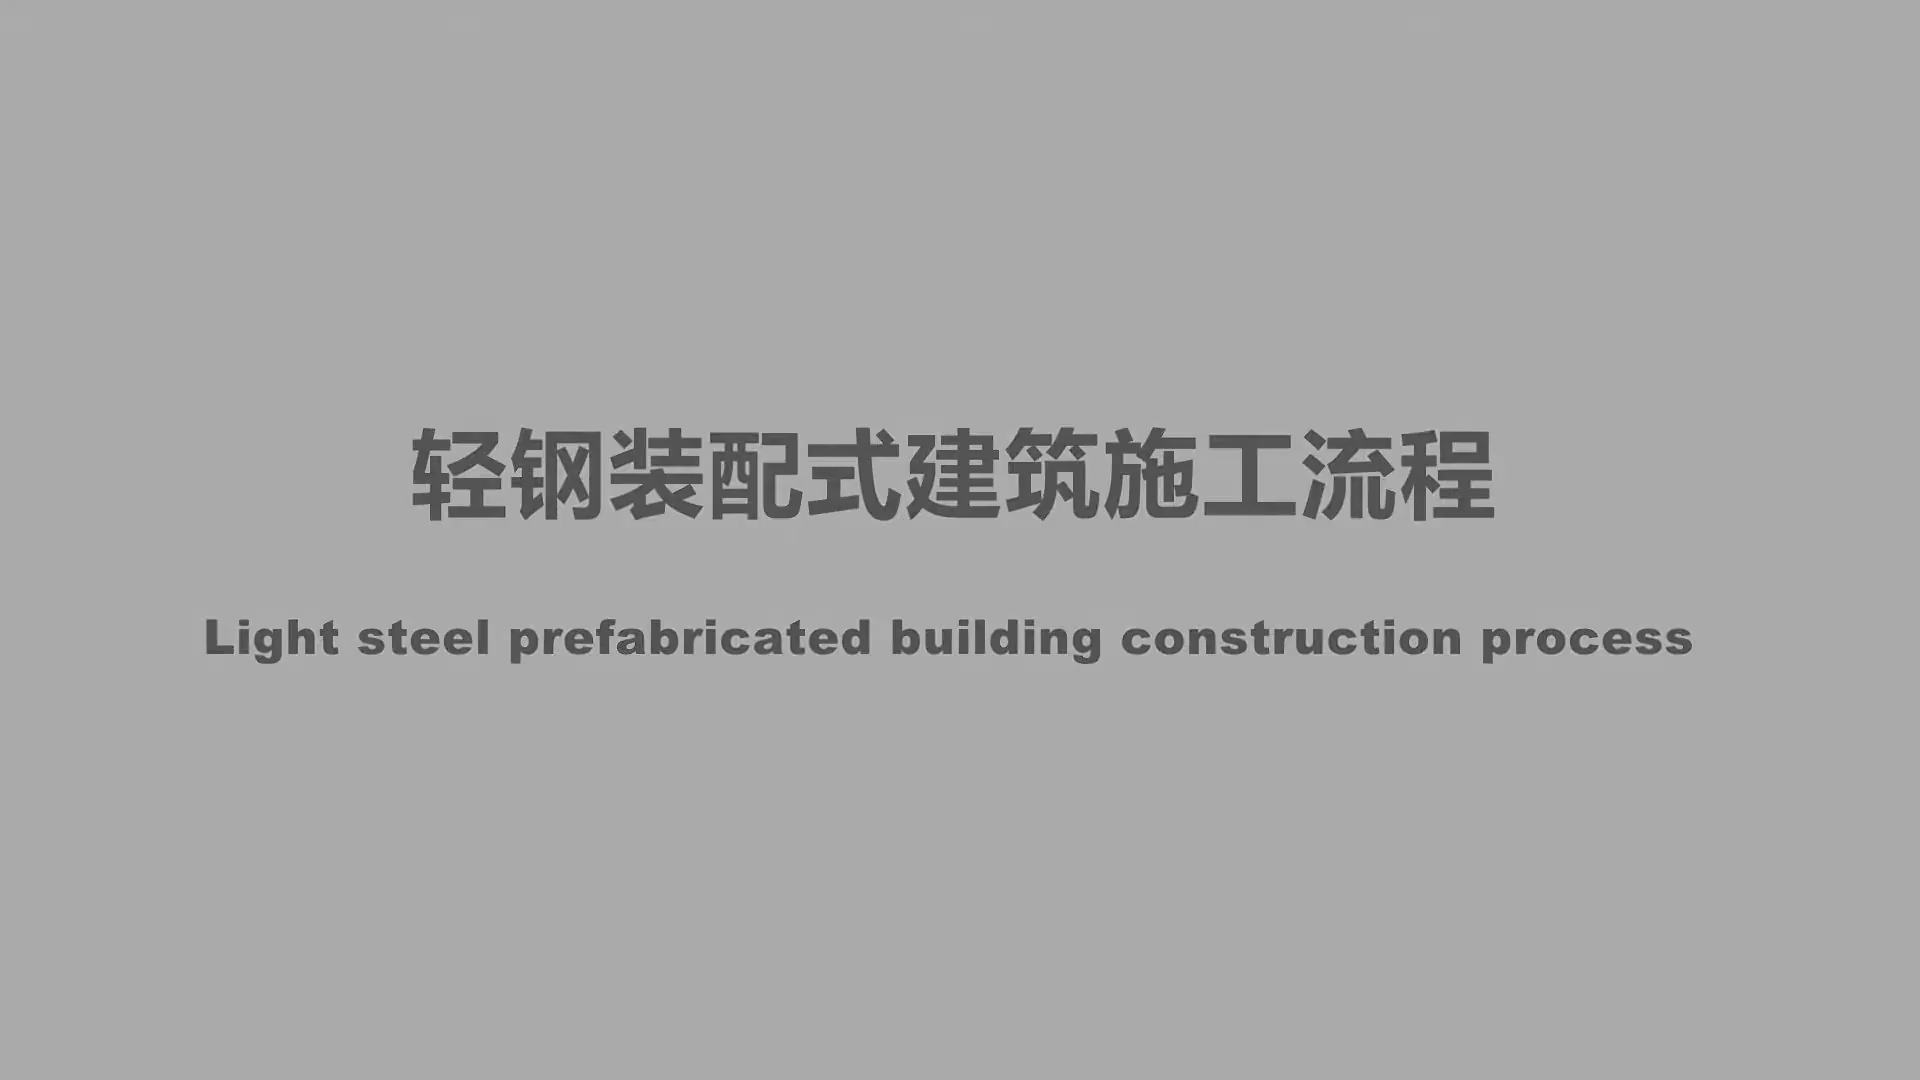 轻钢装配式建筑施工流程
Light steel prefabricated building construction process